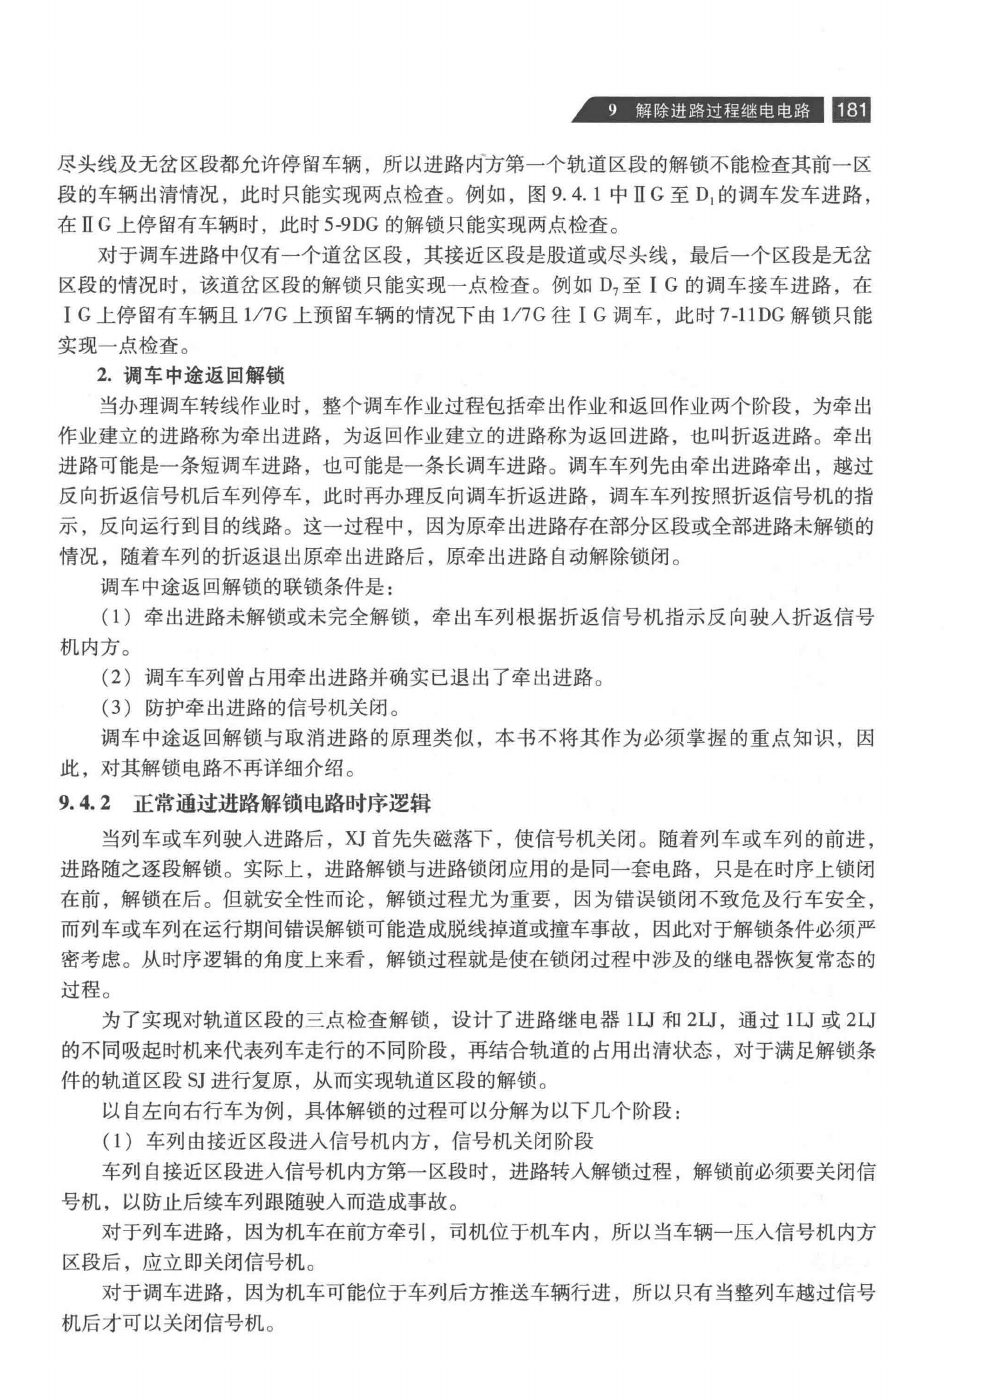 9 解除进路过程继电电路 181
尽头线及无岔区段都允许停留车辆，所以进路内方第一个轨道区段的解锁不能检查其前一区
段的车辆出清情况，此时只能实现两点检查。例如，图 9.4.1 中ⅡG 至 D₁的调车发车进路，
在ⅡG 上停留有车辆时，此时 5-9DG 的解锁只能实现两点检查。
对于调车进路中仅有一个道岔区段，其接近区段是股道或尽头线，最后一个区段是无岔
区段的情况时，该道岔区段的解锁只能实现一点检查。例如 D₇至ⅠG 的调车接车进路，在
ⅠG 上停留有车辆且 1/7G 上预留车辆的情况下由 1/7G 往ⅠG 调车，此时 7-11DG 解锁只能
实现一点检查。
2. 调车中途返回解锁
当办理调车转线作业时，整个调车作业过程包括牵出作业和返回作业两个阶段，为牵出
作业建立的进路称为牵出进路，为返回作业建立的进路称为返回进路，也叫折返进路。牵出
进路可能是一条短调车进路，也可能是一条长调车进路。调车车列先由牵出进路牵出，越过
反向折返信号机后车列停车，此时再办理反向调车折返进路，调车车列按照折返信号机的指
示，反向运行到目的线路。这一过程中，因为原牵出进路存在部分区段或全部进路未解锁的
情况，随着车列的折返退出原牵出进路后，原牵出进路自动解除锁闭。
调车中途返回解锁的联锁条件是：
（1）牵出进路未解锁或未完全解锁，牵出车列根据折返信号机指示反向驶入折返信号
机内方。
（2）调车车列曾占用牵出进路并确实已退出了牵出进路。
（3）防护牵出进路的信号机关闭。
调车中途返回解锁与取消进路的原理类似，本书不将其作为必须掌握的重点知识，因
此，对其解锁电路不再详细介绍。
9.4.2 正常通过进路解锁电路时序逻辑
当列车或车列驶入进路后，XJ 首先失磁落下，使信号机关闭。随着列车或车列的前进，
进路随之逐段解锁。实际上，进路解锁与进路锁闭应用的是同一套电路，只是在时序上锁闭
在前，解锁在后。但就安全性而论，解锁过程尤为重要，因为错误锁闭不致危及行车安全，
而列车或车列在运行期间错误解锁可能造成脱线掉道或撞车事故，因此对于解锁条件必须严
密考虑。从时序逻辑的角度上来看，解锁过程就是使在锁闭过程中涉及的继电器恢复常态的
过程。
为了实现对轨道区段的三点检查解锁，设计了进路继电器 1LJ 和 2LJ，通过 1LJ 或 2LJ
的不同吸起时机来代表列车走行的不同阶段，再结合轨道的占用出清状态，对于满足解锁条
件的轨道区段 SJ 进行复原，从而实现轨道区段的解锁。
以自左向右行车为例，具体解锁的过程可以分解为以下几个阶段：
（1）车列由接近区段进入信号机内方，信号机关闭阶段
车列自接近区段进入信号机内方第一区段时，进路转入解锁过程，解锁前必须要关闭信
号机，以防止后续车列跟随驶入而造成事故。
对于列车进路，因为机车在前方牵引，司机位于机车内，所以当车辆一压入信号机内方
区段后，应立即关闭信号机。
对于调车进路，因为机车可能位于车列后方推送车辆行进，所以只有当整列车越过信号
机后才可以关闭信号机。